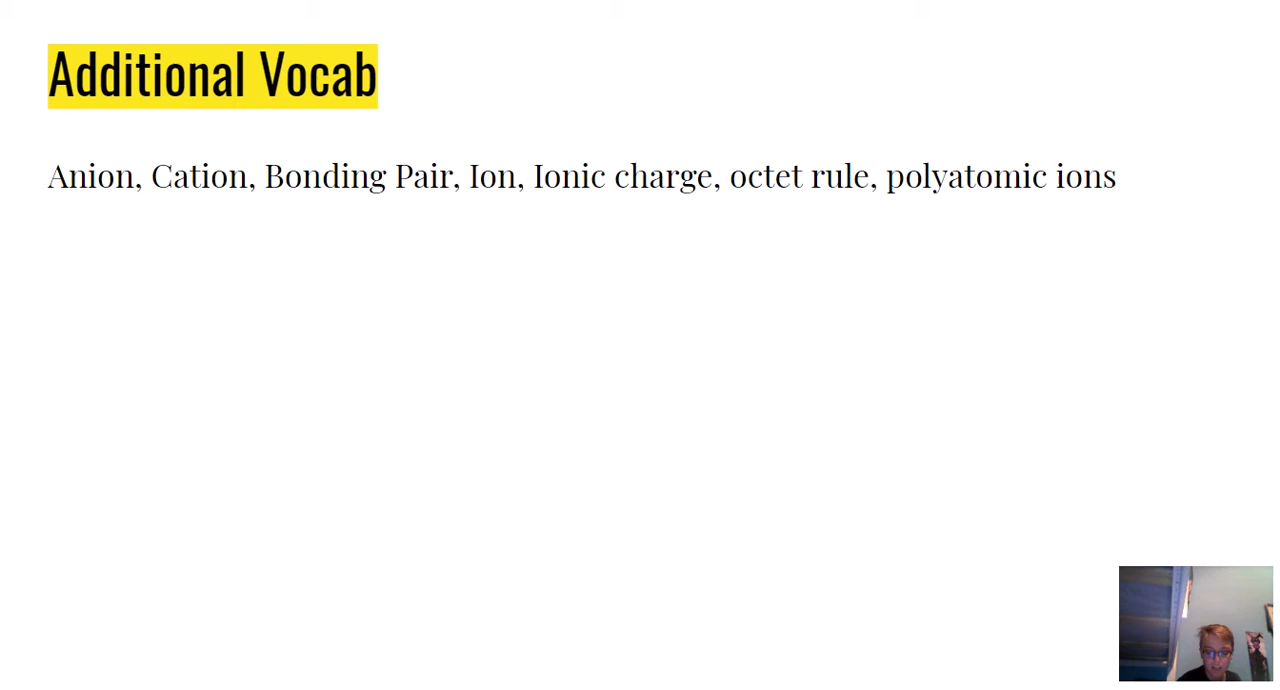 Additional Vocab
Anion, Cation, Bonding Pair, Ion, Ionic charge, octet rule, polyatomic ions